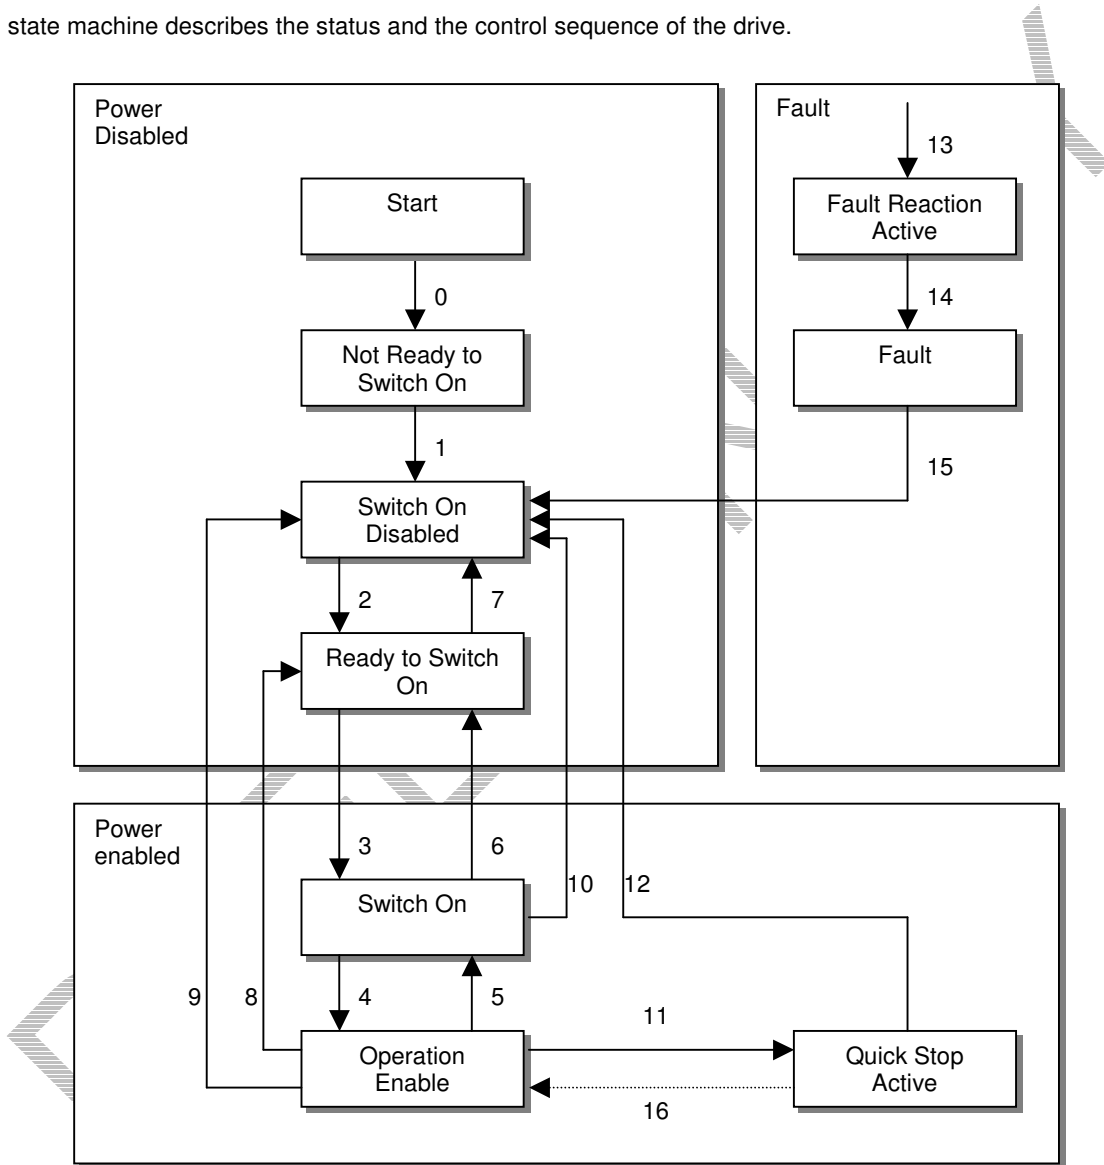 state machine describes the status and the control sequence of the drive.
Power
Disabled
Start
0
Not Ready to
Switch On
1
Switch On
Disabled
2
7
Ready to Switch
On
Fault
13
Fault Reaction
Active
14
Fault
15
Power
enabled
3
6
10
12
Switch On
9
8
4
5
11
Operation
Enable
Quick Stop
Active
16